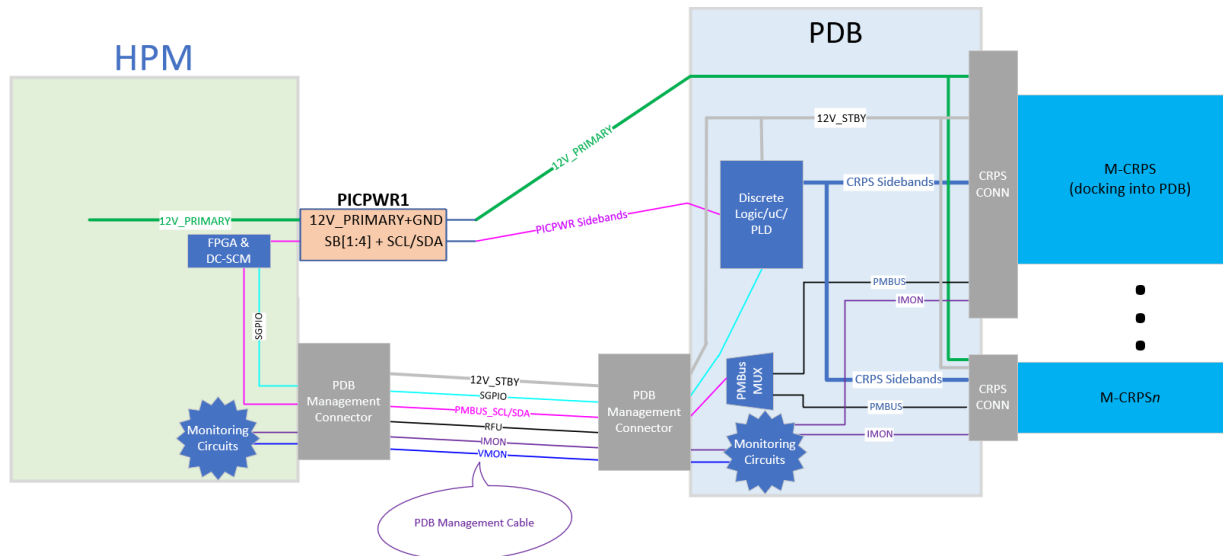 HPM
PDB
12V_PRIMARY
12V_STBY
12V_PRIMARY
PICPWR1
12V_PRIMARY+GND
SB[1:4] + SCL/SDA
FPGA &
DC-SCM
PICPWR Sidebands
Discrete
Logic/uC/
PLD
CRPS Sidebands
CRPS
CONN
M-CRPS
(docking into PDB)
PMBUS
IMON
SGPIO
PDB
Management
Connector
12V_STBY
SGPIO
PMBUS_SCL/SDA
RFU
IMON
VMON
PDB
Management
Connector
PMBus
MUX
CRPS Sidebands
PMBUS
IMON
CRPS
CONN
M-CRPSn
Monitoring
Circuits
Monitoring
Circuits
PDB Management Cable